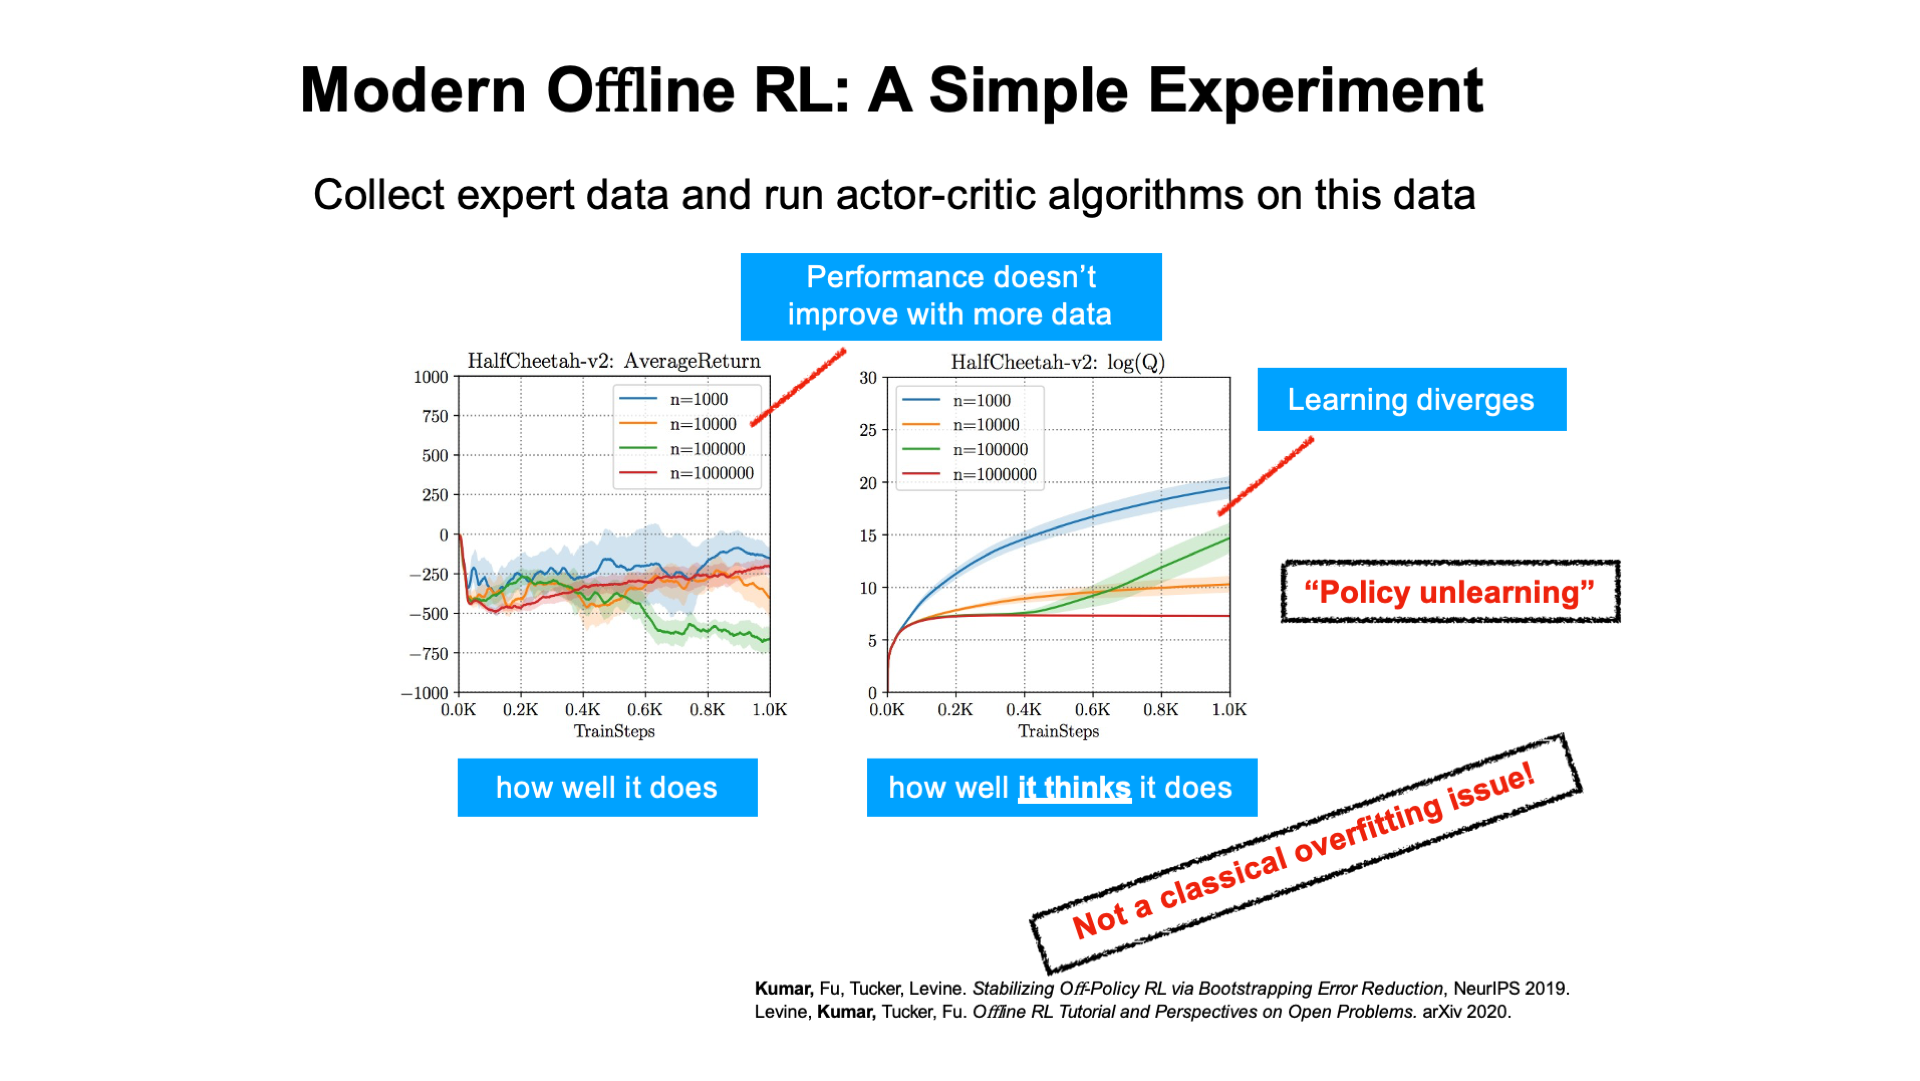 Modern Offline RL: A Simple Experiment
Collect expert data and run actor-critic algorithms on this data
Performance doesn’t
improve with more data
HalfCheetah-v2: AverageReturn
1000
750
500
250
0
−250
−500
−750
−1000
n=1000
n=10000
n=100000
n=1000000
0.0K 0.2K 0.4K 0.6K 0.8K 1.0K
TrainSteps
how well it does
HalfCheetah-v2: log(Q)
30
25
20
15
10
5
0
n=1000
n=10000
n=100000
n=1000000
0.0K 0.2K 0.4K 0.6K 0.8K 1.0K
TrainSteps
how well it thinks it does
Learning diverges
“Policy unlearning”
Not a classical overfitting issue!
Kumar, Fu, Tucker, Levine. Stabilizing Off-Policy RL via Bootstrapping Error Reduction, NeurIPS 2019.
Levine, Kumar, Tucker, Fu. Offline RL Tutorial and Perspectives on Open Problems. arXiv 2020.